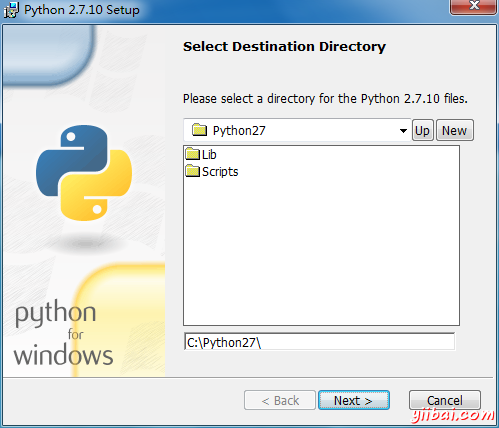 Python 2.7.10 Setup
Select Destination Directory
Please select a directory for the Python 2.7.10 files.
Python27
Up
New
Lib
Scripts
C:\Python27\
python
for
windows
< Back
Next >
Cancel
yiibai.com